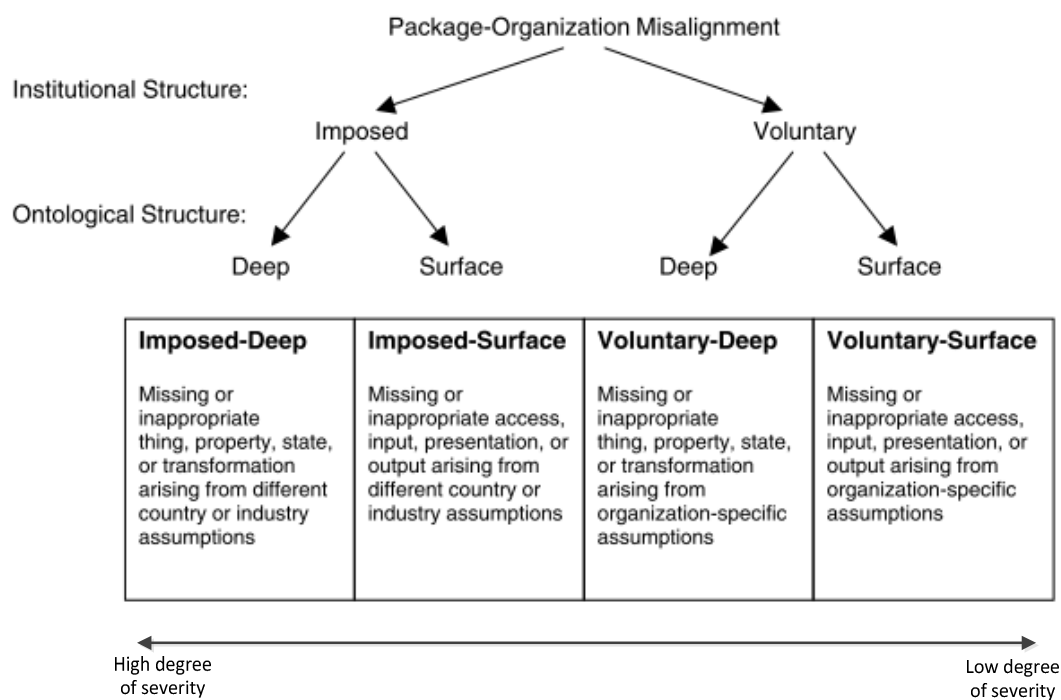 Package-Organization Misalignment
Institutional Structure:
Imposed
Voluntary
Ontological Structure:
Deep
Surface
Deep
Surface
Imposed-Deep
Missing or
inappropriate
thing, property, state,
or transformation
arising from different
country or industry
assumptions
Imposed-Surface
Missing or
inappropriate access,
input, presentation, or
output arising from
different country or
industry assumptions
Voluntary-Deep
Missing or
inappropriate
thing, property, state,
or transformation
arising from
organization-specific
assumptions
Voluntary-Surface
Missing or
inappropriate access,
input, presentation, or
output arising from
organization-specific
assumptions
High degree
of severity
Low degree
of severity